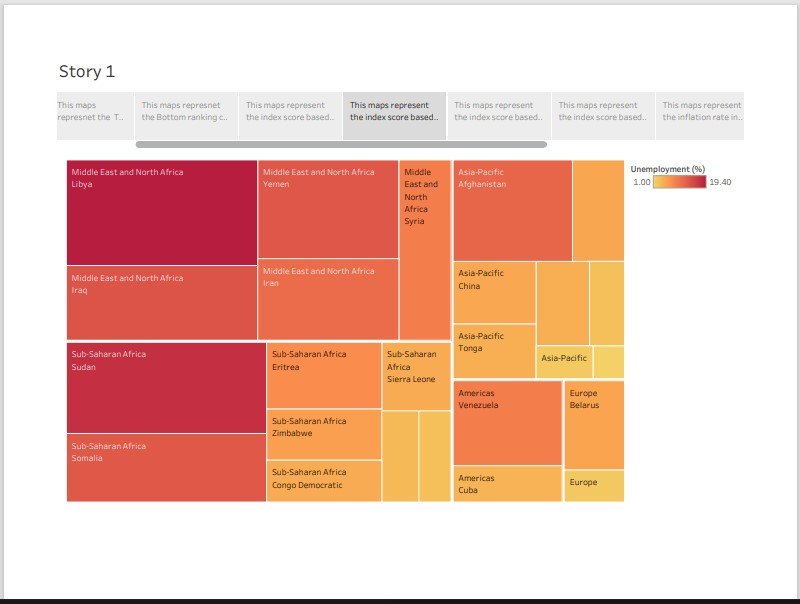 Story 1
This maps
represnet the T..
This maps represnet
the Bottom ranking c..
This maps represent
the index score based..
This maps represent
the index score based..
This maps represent
the index score based..
This maps represent
the index score based..
This maps represent
the inflation rate in..
Middle East and North Africa
Libya
Middle East and North Africa
Yemen
Middle
East and
North
Africa
Syria
Asia-Pacific
Afghanistan
Unemployment (%)
1.00 19.40
Middle East and North Africa
Iraq
Middle East and North Africa
Iran
Asia-Pacific
China
Asia-Pacific
Tonga
Asia-Pacific
Sub-Saharan Africa
Sudan
Sub-Saharan Africa
Eritrea
Sub-Saharan
Africa
Sierra Leone
Sub-Saharan Africa
Zimbabwe
Sub-Saharan Africa
Somalia
Sub-Saharan Africa
Congo Democratic
Americas
Venezuela
Europe
Belarus
Americas
Cuba
Europe